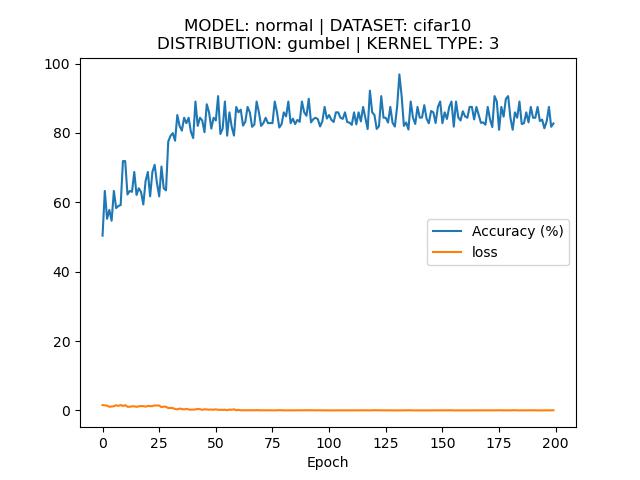 MODEL: normal | DATASET: cifar10
DISTRIBUTION: gumbel | KERNEL TYPE: 3
100
80
60
40
20
0
Accuracy (%)
loss
0 25 50 75 100 125 150 175 200
Epoch